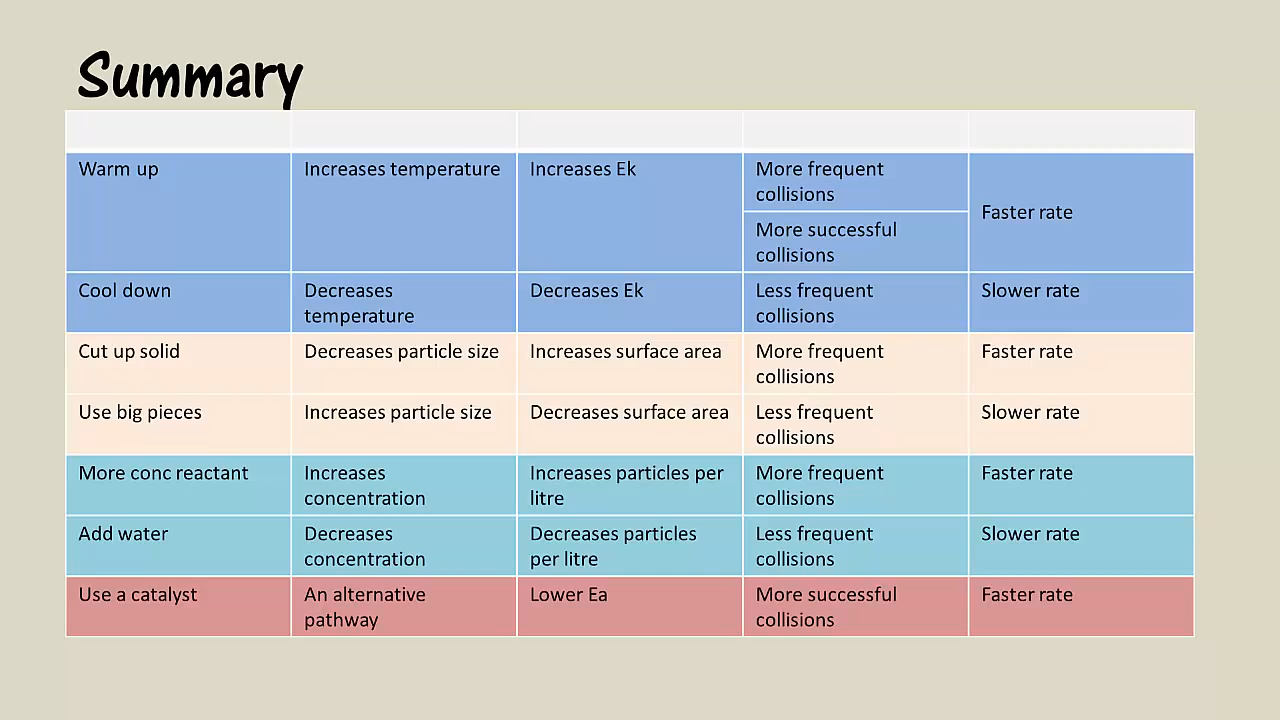 Summary
Warm up
Increases temperature
Increases Ek
More frequent
collisions
More successful
collisions
Faster rate
Cool down
Decreases
temperature
Decreases Ek
Less frequent
collisions
Slower rate
Cut up solid
Decreases particle size
Increases surface area
More frequent
collisions
Faster rate
Use big pieces
Increases particle size
Decreases surface area
Less frequent
collisions
Slower rate
More conc reactant
Increases
concentration
Increases particles per
litre
More frequent
collisions
Faster rate
Add water
Decreases
concentration
Decreases particles
per litre
Less frequent
collisions
Slower rate
Use a catalyst
An alternative
pathway
Lower Ea
More successful
collisions
Faster rate